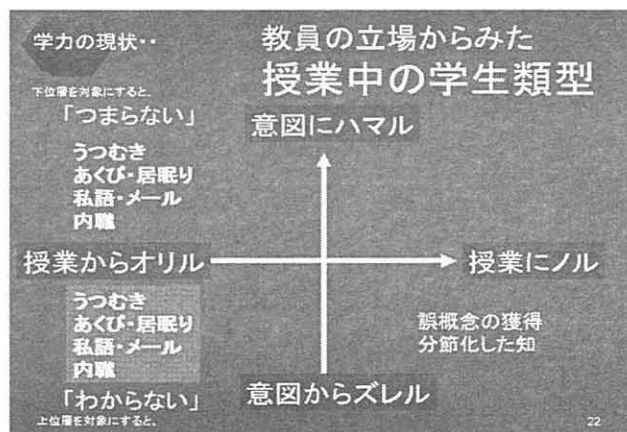 学力の現状・・
教員の立場からみた
授業中の学生類型
下位層を対象にすると、
「つまらない」
意図にハマル
うつむき
あくび・居眠り
私語・メール
内職
授業からオリル
授業にノル
うつむき
あくび・居眠り
私語・メール
内職
誤概念の獲得
分節化した知
「わからない」
意図からズレル
上位層を対象にすると、
22